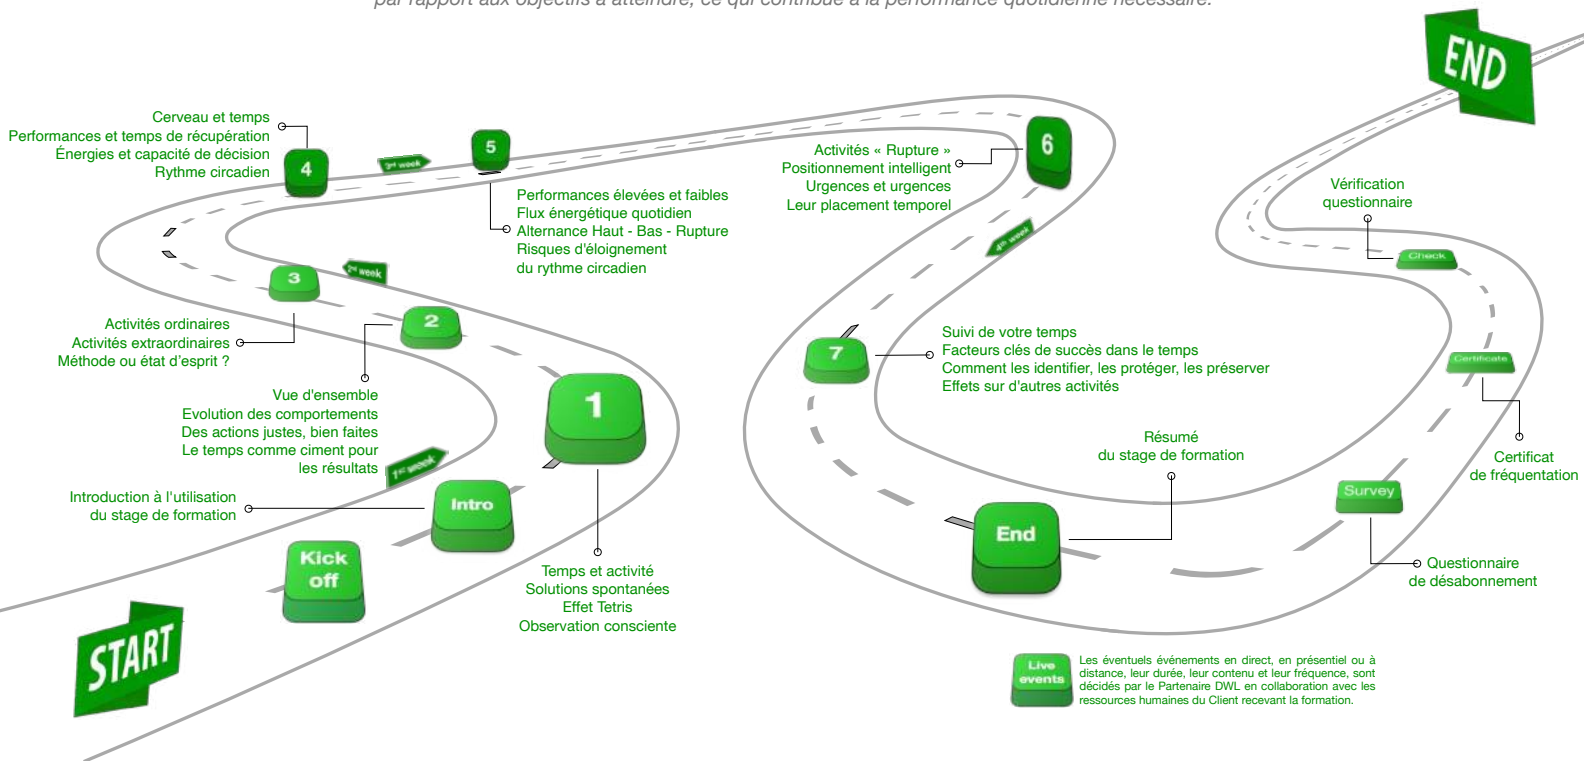 par rapport aux objectifs à atteindre, ce qui contribue à la performance quotidienne nécessaire.
END
Cerveau et temps
Performances et temps de récupération
Énergies et capacité de décision
Rythme circadien
4
3rd week
5
Performances élevées et faibles
Flux énergétique quotidien
Alternance Haut - Bas - Rupture
Risques d'éloignement
du rythme circadien
Activités « Rupture »
Positionnement intelligent
Urgences et urgences
Leur placement temporel
6
4th week
Vérification
questionnaire
Check
3
2nd week
2
Activités ordinaires
Activités extraordinaires
Méthode ou état d'esprit ?
Vue d'ensemble
Evolution des comportements
Des actions justes, bien faites
Le temps comme ciment pour
les résultats
1
1st week
7
Suivi de votre temps
Facteurs clés de succès dans le temps
Comment les identifier, les protéger, les préserver
Effets sur d'autres activités
Certificate
Certificat
de fréquentation
Résumé
du stage de formation
Introduction à l'utilisation
du stage de formation
Intro
Survey
End
Kick
off
Temps et activité
Solutions spontanées
Effet Tetris
Observation consciente
Questionnaire
de désabonnement
START
Live
events
Les éventuels événements en direct, en présentiel ou à
distance, leur durée, leur contenu et leur fréquence, sont
décidés par le Partenaire DWL en collaboration avec les
ressources humaines du Client recevant la formation.